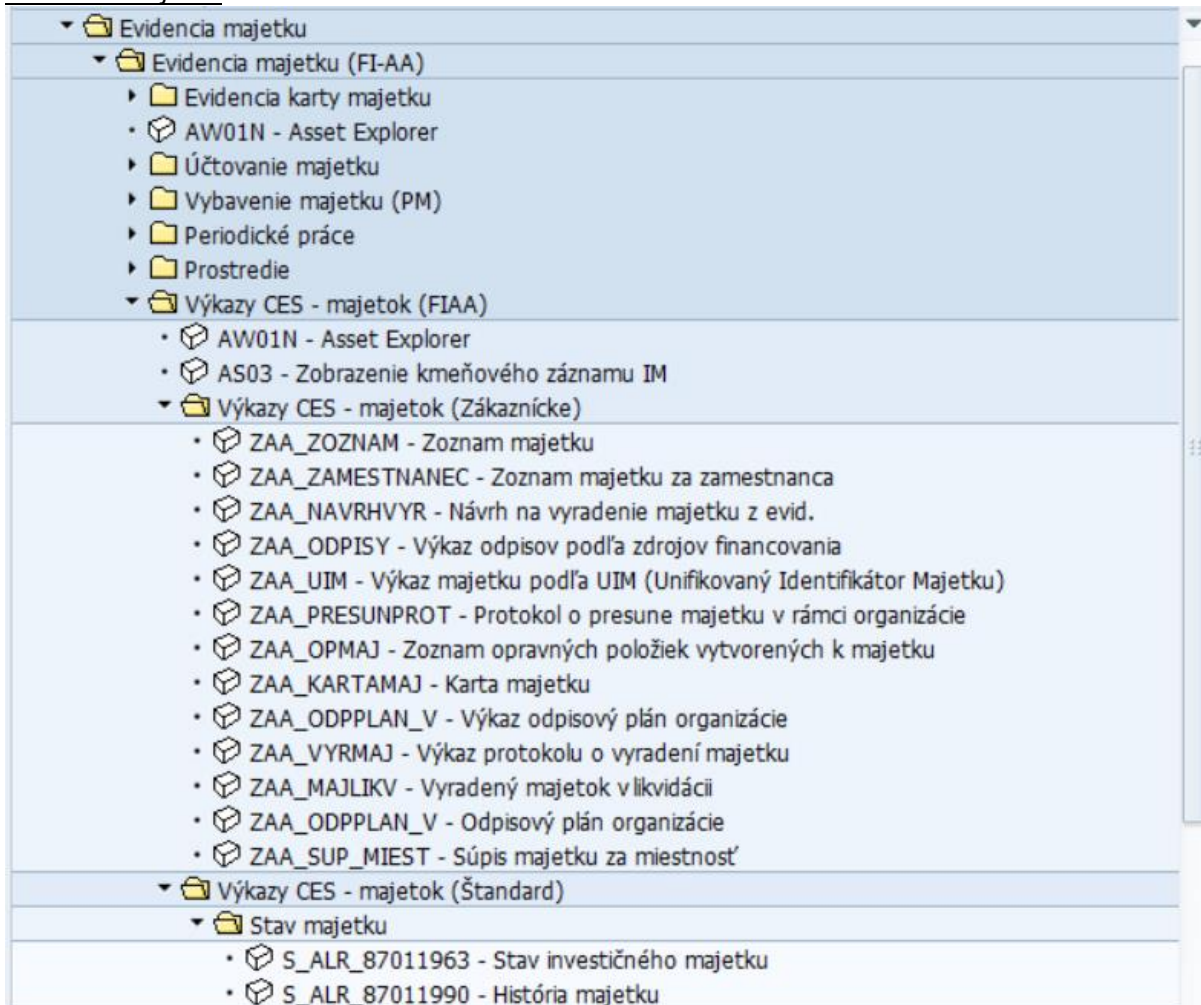 Evidencia majetku
Evidencia majetku (FI-AA)
Evidencia karty majetku
AW01N - Asset Explorer
Účtovanie majetku
Vybavenie majetku (PM)
Periodické práce
Prostredie
Výkazy CES - majetok (FIAA)
AW01N - Asset Explorer
AS03 - Zobrazenie kmeňového záznamu IM
Výkazy CES - majetok (Zákaznícke)
ZAA_ZOZNAM - Zoznam majetku
ZAA_ZAMESTNANEC - Zoznam majetku za zamestnanca
ZAA_NAVRHVYR - Návrh na vyradenie majetku z evid.
ZAA_ODPISY - Výkaz odpisov podľa zdrojov financovania
ZAA_UIM - Výkaz majetku podľa UIM (Unifikovaný Identifikátor Majetku)
ZAA_PRESUNPROT - Protokol o presune majetku v rámci organizácie
ZAA_OPMAJ - Zoznam opravných položiek vytvorených k majetku
ZAA_KARTAMAJ - Karta majetku
ZAA_ODPPLAN_V - Výkaz odpisový plán organizácie
ZAA_VYRMAJ - Výkaz protokolu o vyradení majetku
ZAA_MAJLIKV - Vyradený majetok v likvidácii
ZAA_ODPPLAN_V - Odpisový plán organizácie
ZAA_SUP_MIEST - Súpis majetku za miestnosť
Výkazy CES - majetok (Štandard)
Stav majetku
S_ALR_87011963 - Stav investičného majetku
S_ALR_87011990 - História majetku